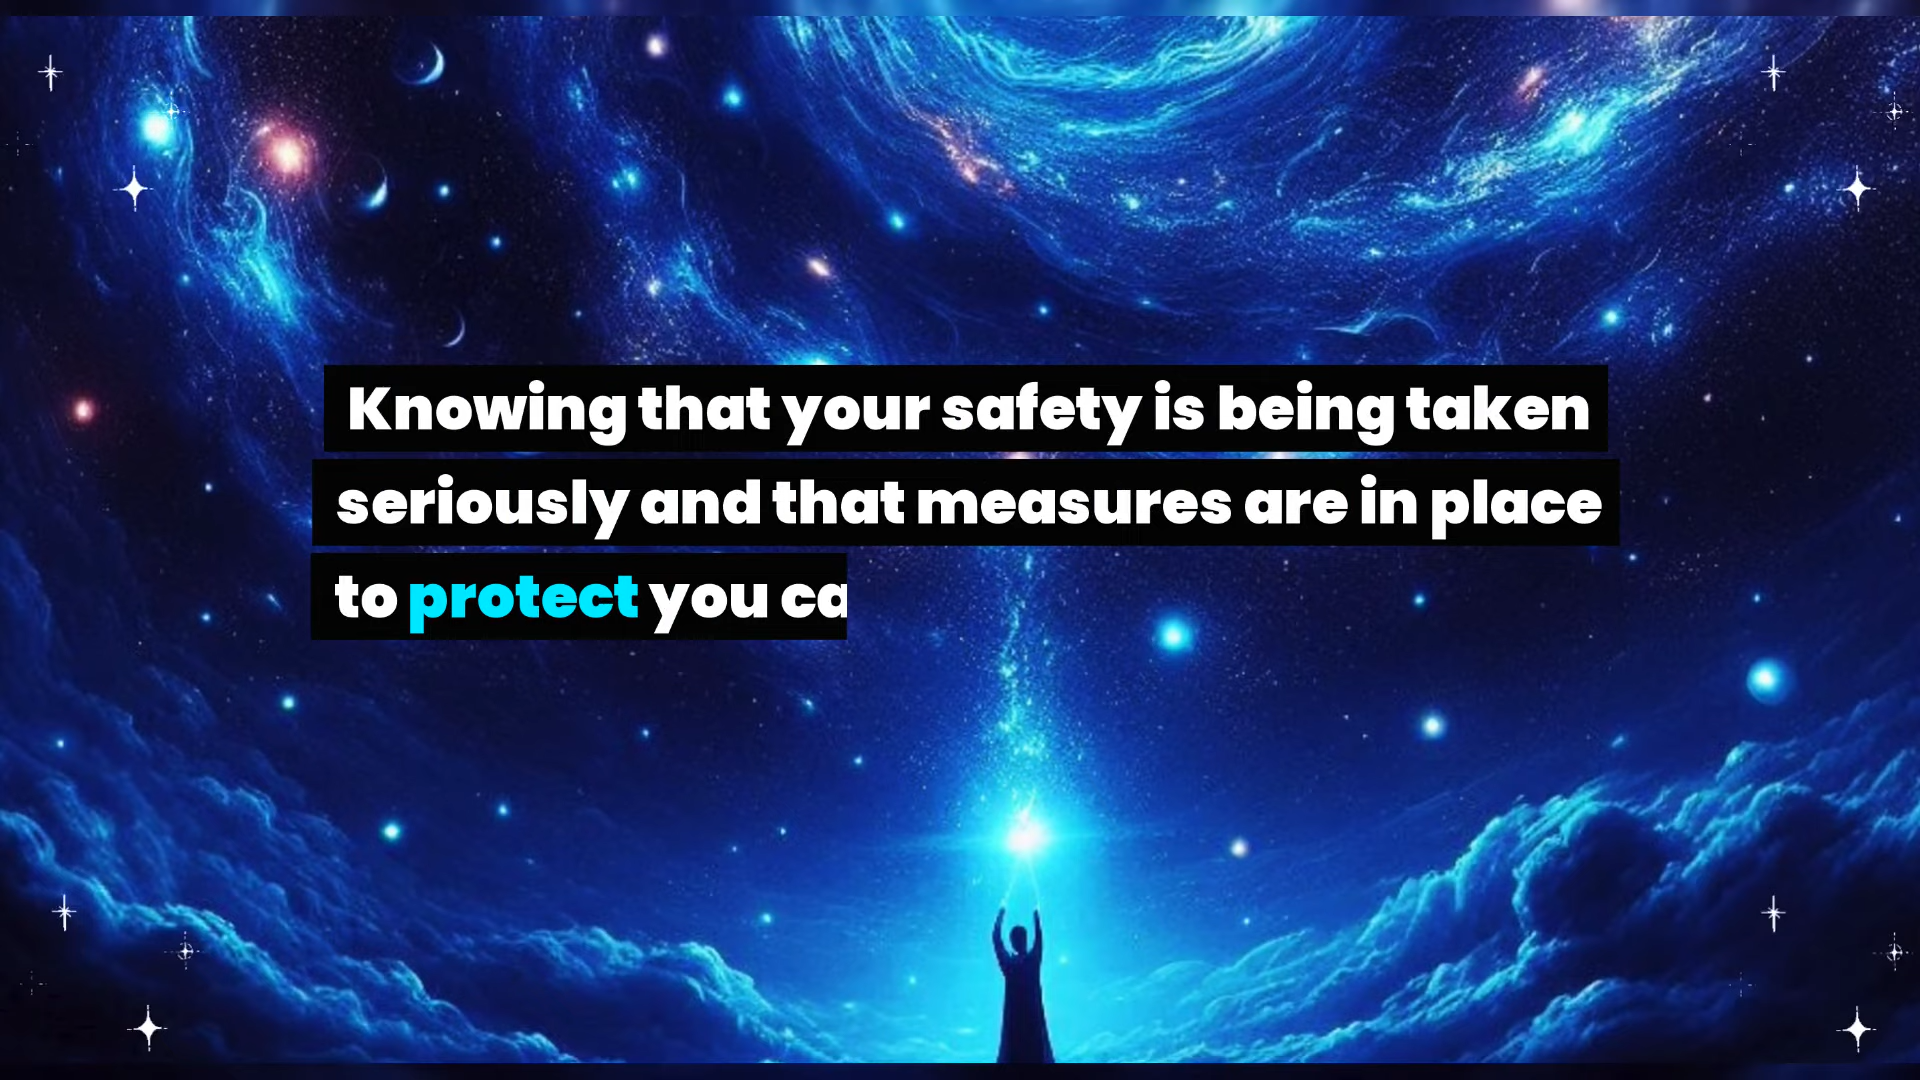 Knowing that your safety is being taken
seriously and that measures are in place
to protect you ca